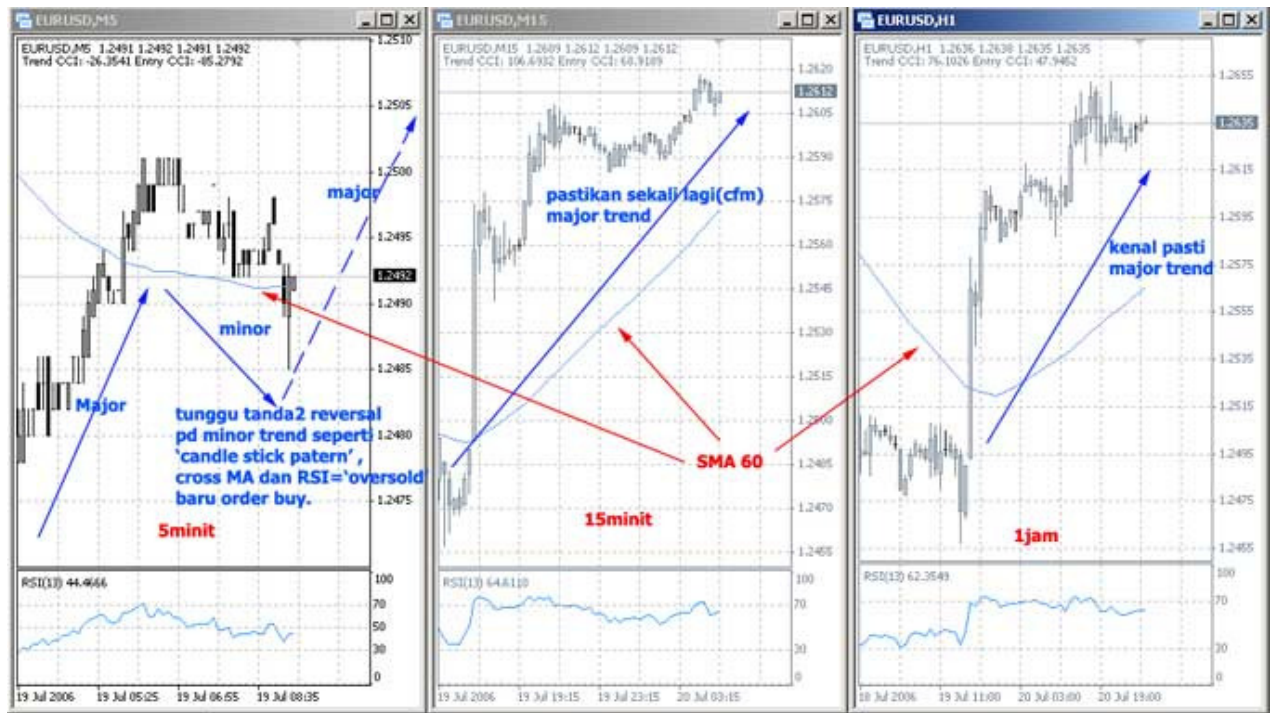 EURUSD,M5
EURUSD,M5 1.2491 1.2492 1.2491 1.2492
Trend CCI: -26.3541 Entry CCI: -85.2792
1.2510
1.2505
1.2500
1.2495
1.2492
1.2490
1.2485
1.2480
1.2475
major
minor
Major
tunggu tanda2 reversal
pd minor trend seperti
‘candle stick patern’ ,
cross MA dan RSI=‘oversold’
baru order buy.
5minit
RSI(13) 44.4666
100
70
50
30
0
19 Jul 2006
19 Jul 05:25
19 Jul 06:55
19 Jul 08:35
EURUSD,M15
EURUSD,M15 1.2609 1.2612 1.2609 1.2612
Trend CCI: 106.6932 Entry CCI: 60.9189
1.2620
1.2612
1.2605
1.2590
1.2575
1.2560
1.2545
1.2530
1.2515
1.2500
1.2485
1.2470
1.2455
pastikan sekali lagi(cfm)
major trend
SMA 60
15minit
RSI(13) 64.6110
100
70
30
0
19 Jul 2006
19 Jul 19:15
19 Jul 23:15
20 Jul 03:15
EURUSD,H1
EURUSD,H1 1.2636 1.2638 1.2635 1.2635
Trend CCI: 76.1026 Entry CCI: 47.9452
1.2655
1.2635
1.2615
1.2595
1.2575
1.2555
1.2535
1.2515
1.2495
1.2475
1.2455
kenal pasti
major trend
1jam
RSI(13) 62.3549
100
70
30
0
18 Jul 2006
19 Jul 11:00
20 Jul 03:00
20 Jul 19:00